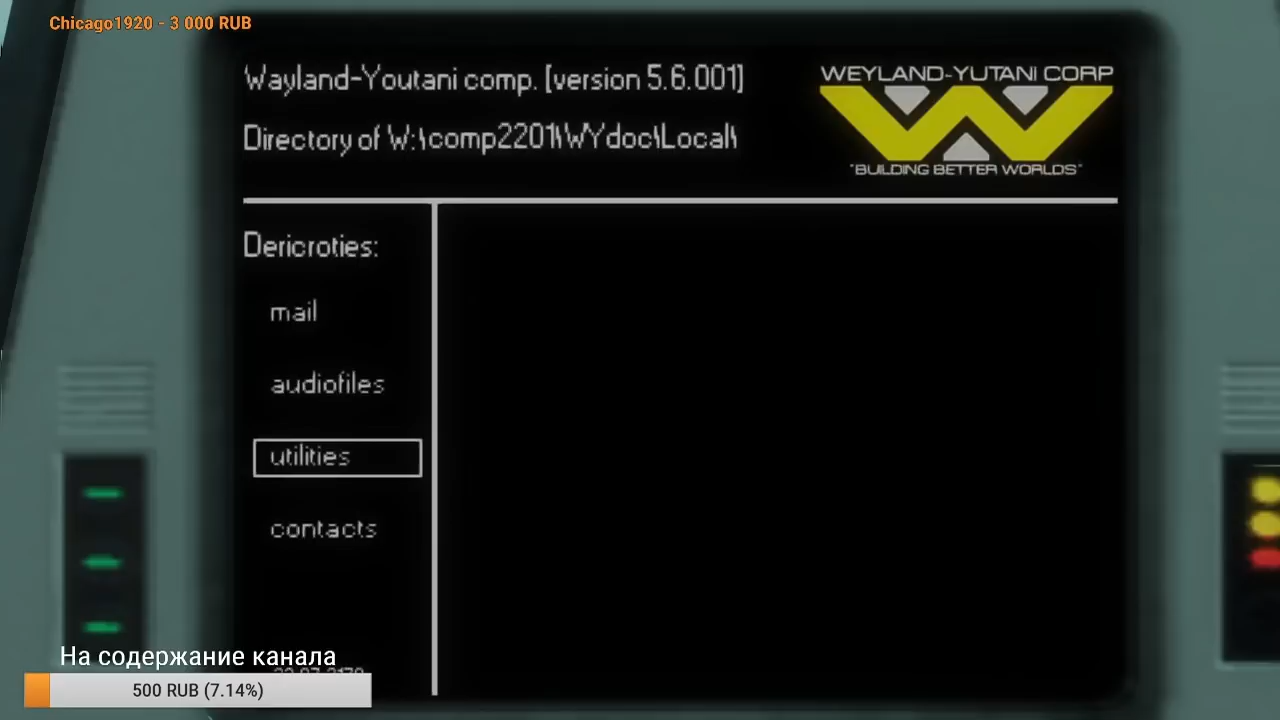 Chicago1920 - 3 000 RUB
Wayland-Youtani comp. [version 5.6.001]
WEYLAND-YUTANI CORP
Directory of W:\comp2201\WYdoc\Local\
"BUILDING BETTER WORLDS"
Dericroties:
mail
audiofiles
utilities
contacts
На содержание канала
500 RUB (7.14%)